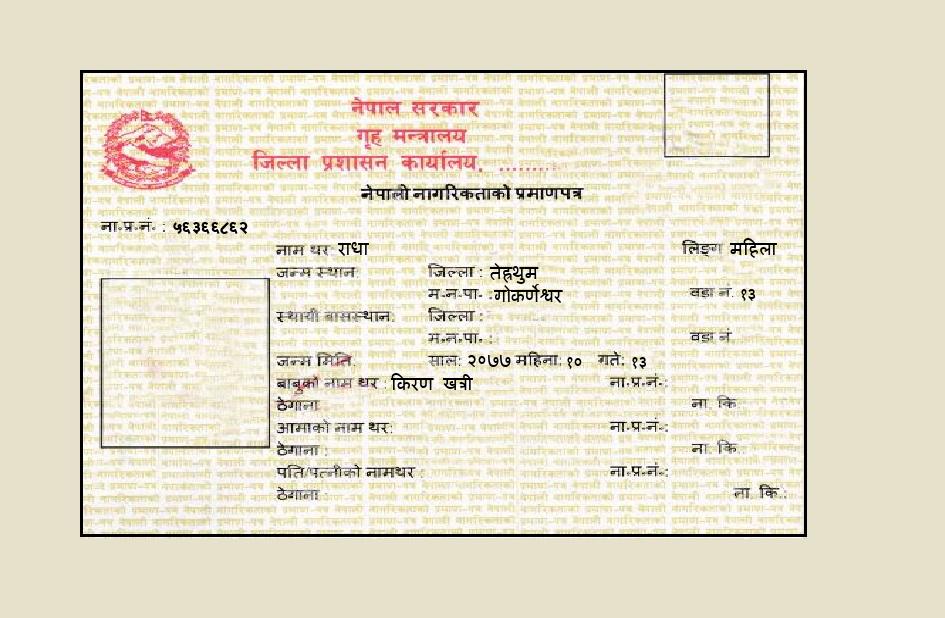 नेपाल सरकार
गृह मन्त्रालय
जिल्ला प्रशासन कार्यालय, .........
नेपाली नागरिकताको प्रमाणपत्र
ना.प्र.नं. : ५६३६६८६२
नाम थर राधा लिङ्ग महिला
जन्म स्थान: जिल्ला : तेह्रथुम
म.न.पा. : गोकर्णेश्वर वडा नं. १३
स्थायी बासस्थान: जिल्ला :
म.न.पा. : वडा नं.
जन्म मिति: साल: २०७७ महिना: १० गते: १३
बाबुको नाम थर : किरण खत्री ना.प्र.नं.:
ठेगाना ना. कि.
आमाको नाम थर: ना.प्र.नं.:
ठेगाना : ना. कि.
पति/पत्नीको नामथर : ना.प्र.नं.:
ठेगाना : ना. कि.: